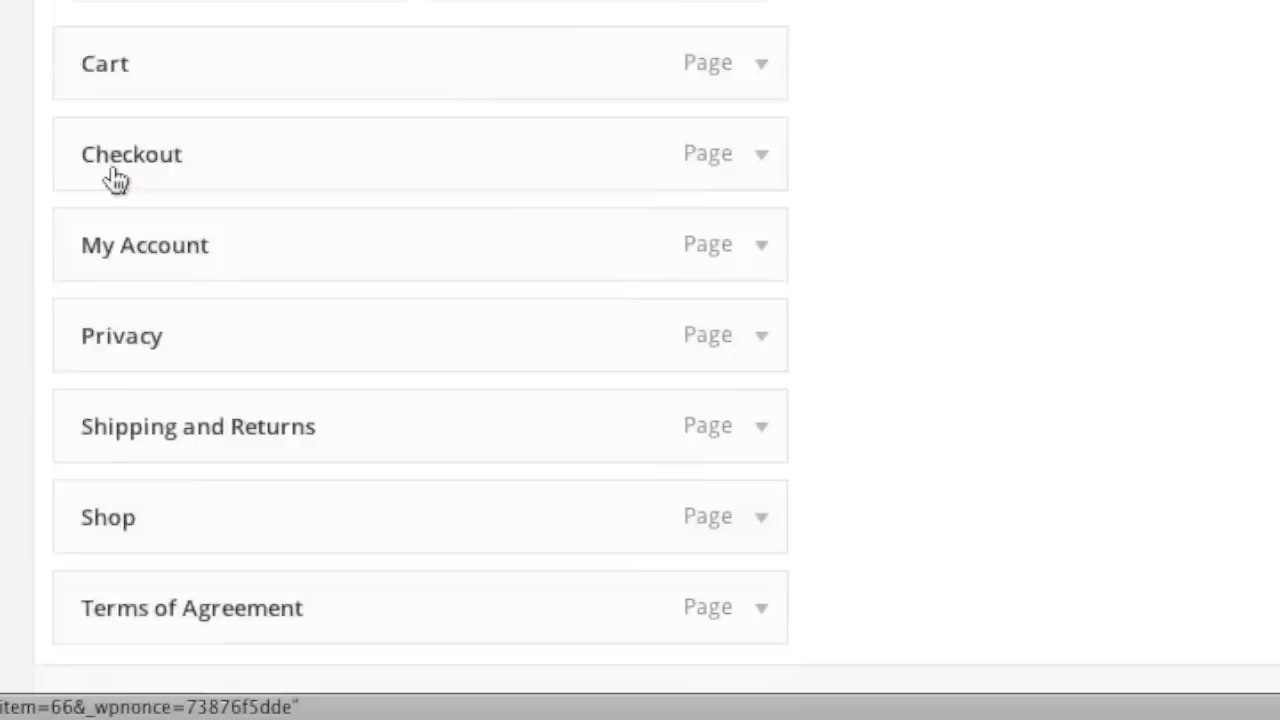 Cart Page
Checkout Page
My Account Page
Privacy Page
Shipping and Returns Page
Shop Page
Terms of Agreement Page
item=66&_wpnonce=73876f5dde"